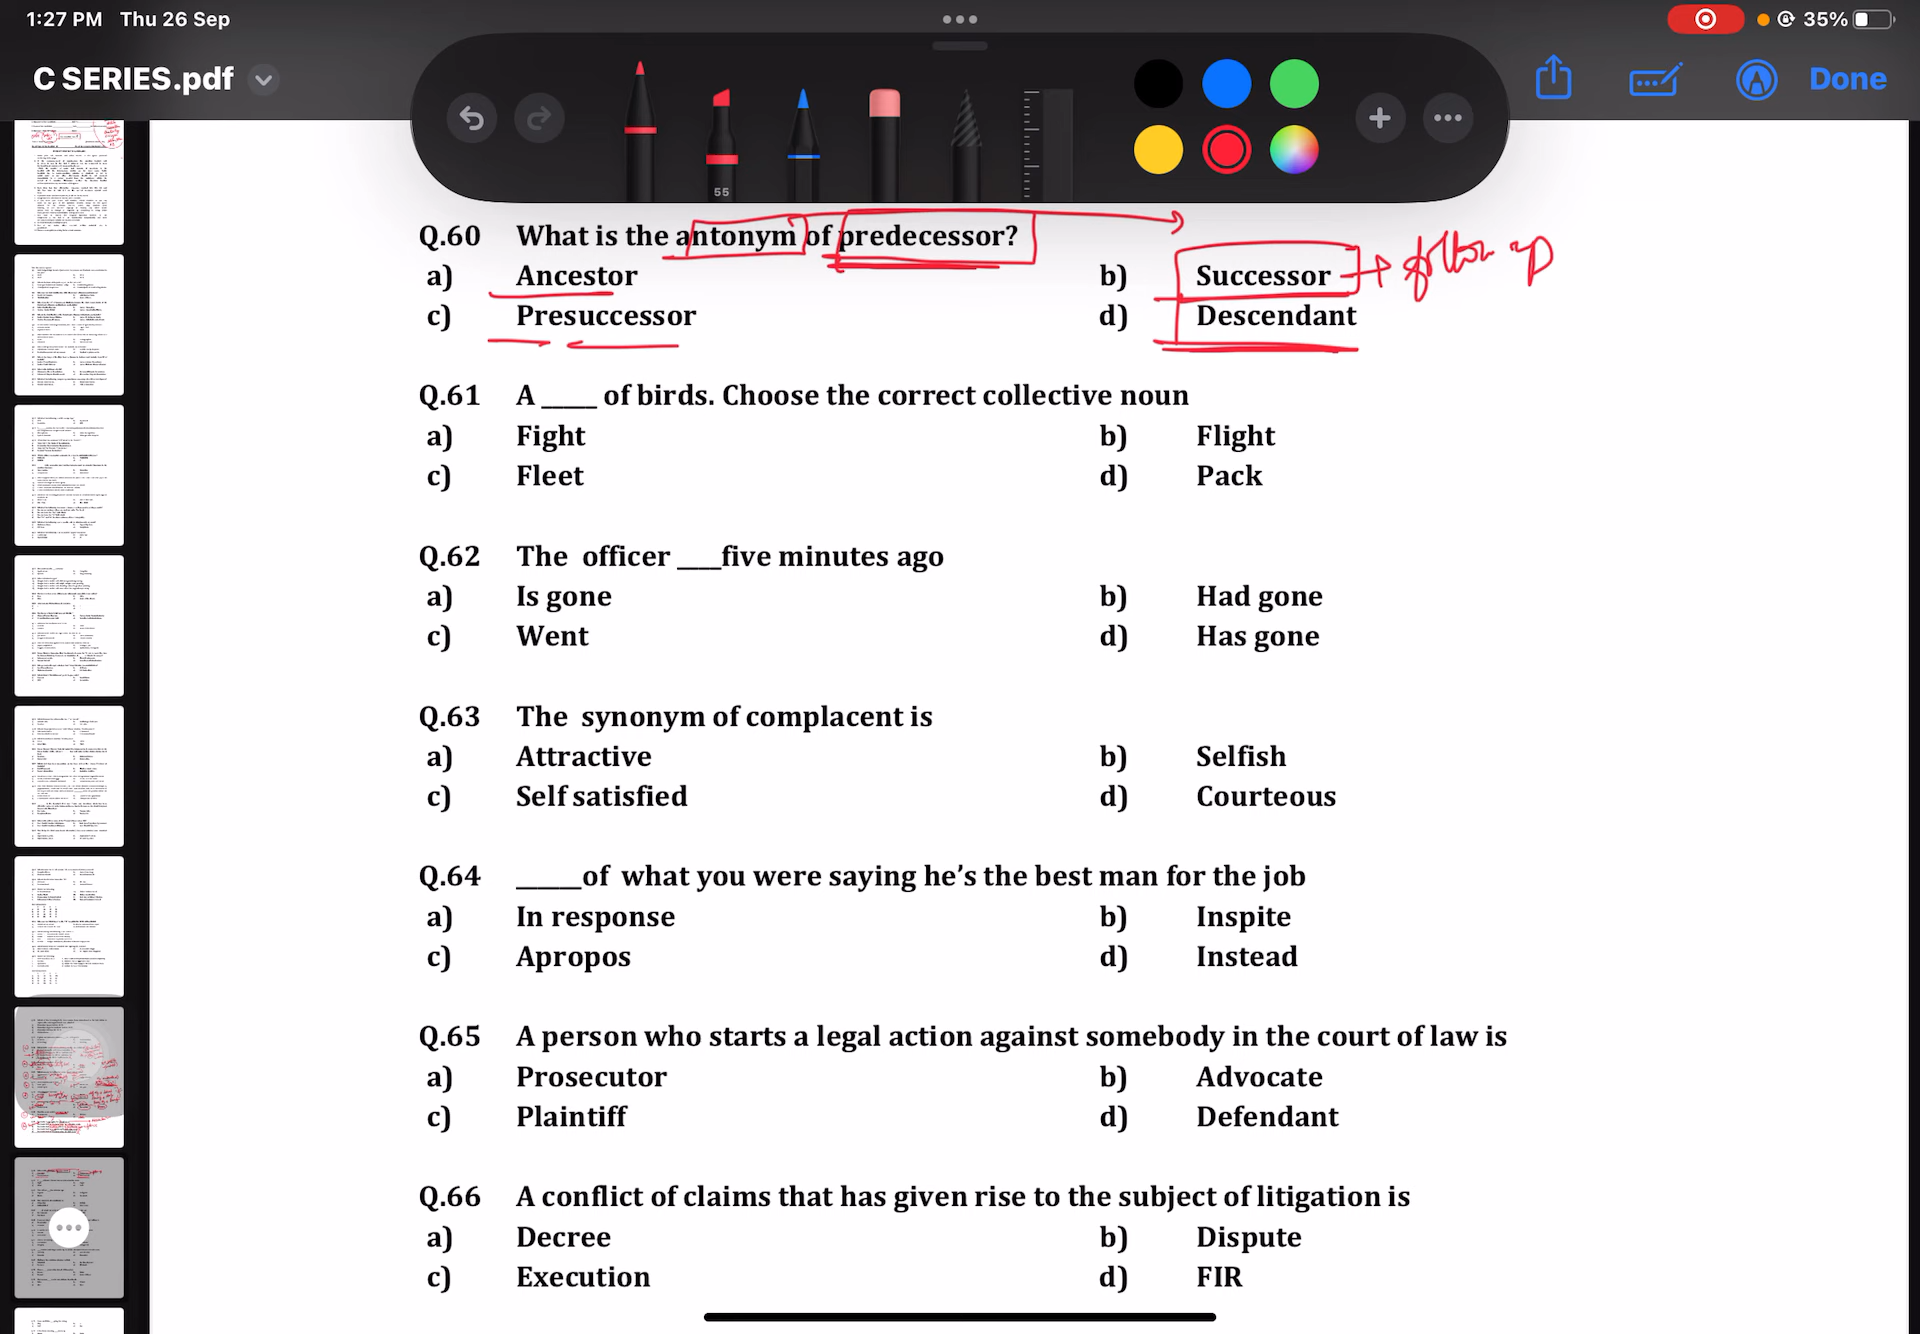 1:27 PM Thu 26 Sep
35%
C SERIES.pdf
55
Done
Q.60 What is the antonym of predecessor?
a) Ancestor b) Successor → follow up
c) Presuccessor d) Descendant
Q.61 A ____ of birds. Choose the correct collective noun
a) Fight b) Flight
c) Fleet d) Pack
Q.62 The officer ___five minutes ago
a) Is gone b) Had gone
c) Went d) Has gone
Q.63 The synonym of complacent is
a) Attractive b) Selfish
c) Self satisfied d) Courteous
Q.64 _____of what you were saying he's the best man for the job
a) In response b) Inspite
c) Apropos d) Instead
Q.65 A person who starts a legal action against somebody in the court of law is
a) Prosecutor b) Advocate
c) Plaintiff d) Defendant
Q.66 A conflict of claims that has given rise to the subject of litigation is
a) Decree b) Dispute
c) Execution d) FIR